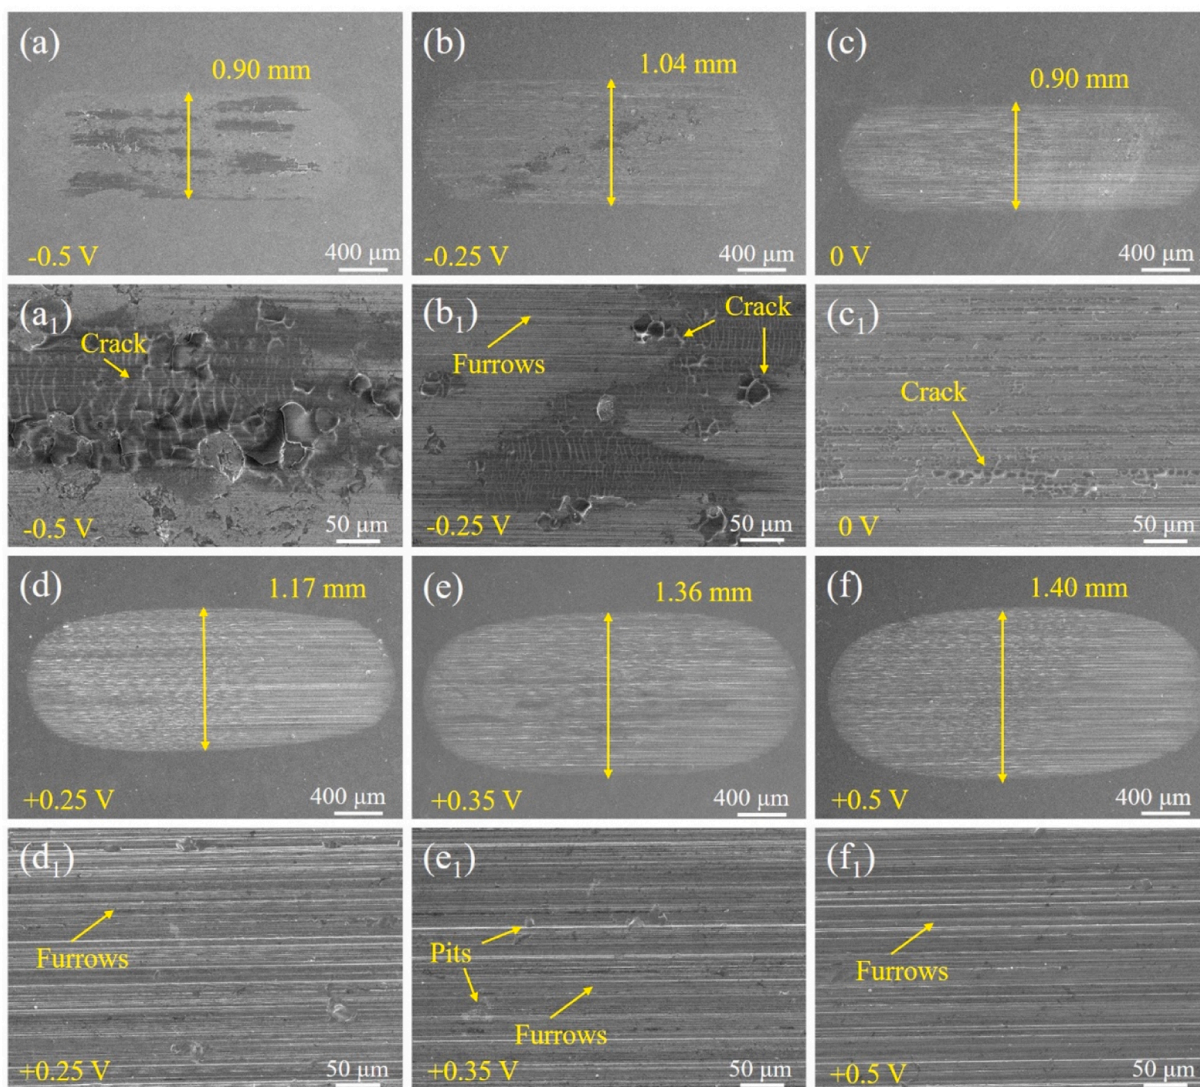 (a)
0.90 mm
-0.5 V
400 μm
(b)
1.04 mm
-0.25 V
400 μm
(c)
0.90 mm
0 V
400 μm
(a1)
Crack
-0.5 V
50 μm
(b1)
Crack
Furrows
-0.25 V
50 μm
(c1)
Crack
0 V
50 μm
(d)
1.17 mm
+0.25 V
400 μm
(e)
1.36 mm
+0.35 V
400 μm
(f)
1.40 mm
+0.5 V
400 μm
(d1)
Furrows
+0.25 V
50 μm
(e1)
Pits
Furrows
+0.35 V
50 μm
(f1)
Furrows
+0.5 V
50 μm